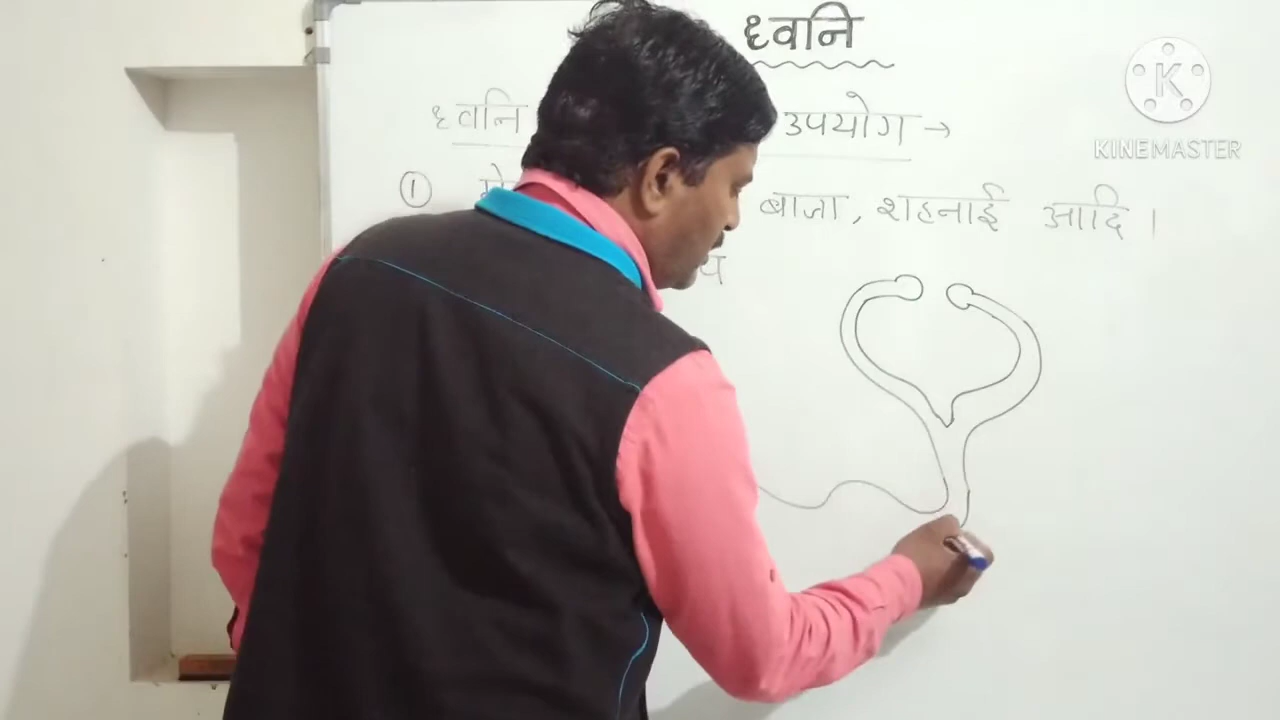 ध्वनि
ध्वनि उपयोग →
① बाजा, शहनाई आदि ।
K
KINEMASTER